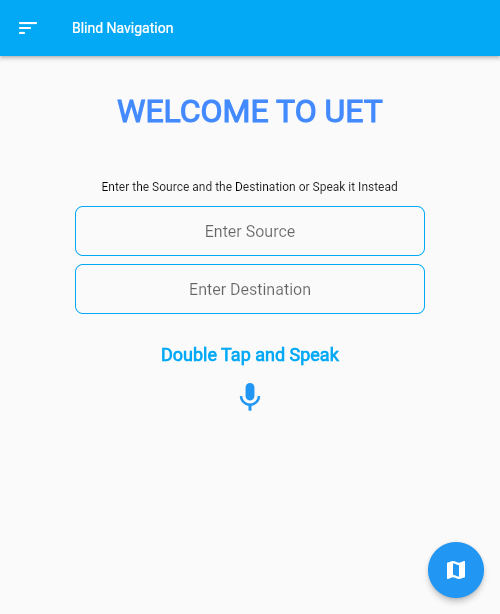 Blind Navigation
WELCOME TO UET
Enter the Source and the Destination or Speak it Instead
Enter Source
Enter Destination
Double Tap and Speak